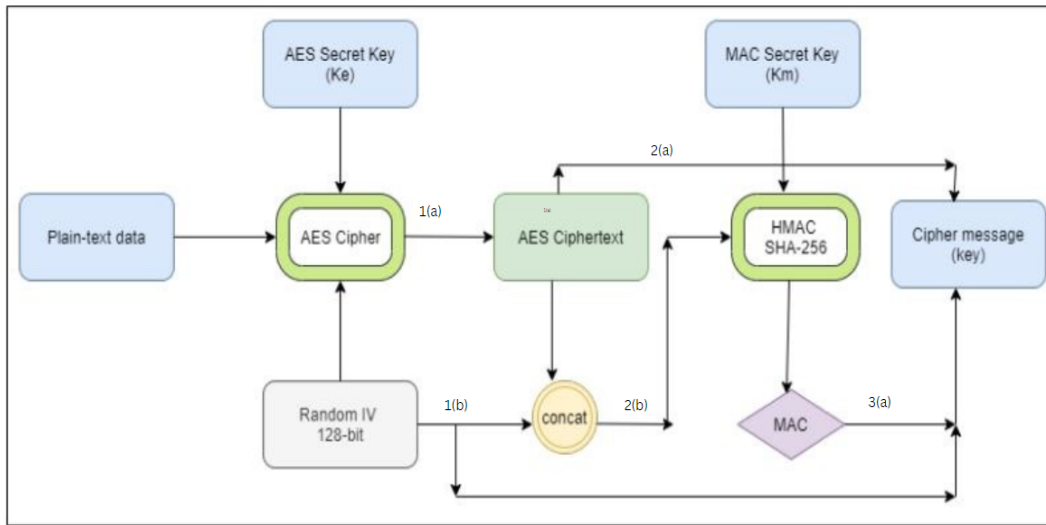 AES Secret Key
(Ke)
MAC Secret Key
(Km)
2(a)
Plain-text data
AES Cipher
1(a)
AES Ciphertext
HMAC
SHA-256
Cipher message
(key)
Random IV
128-bit
1(b)
concat
2(b)
MAC
3(a)